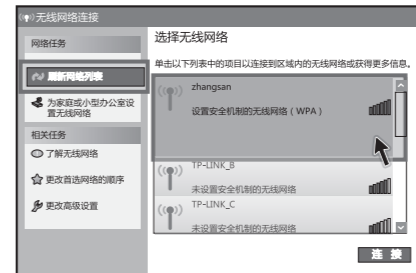 无线网络连接
网络任务
刷新网络列表
为家庭或小型办公室设
置无线网络
相关任务
了解无线网络
更改首选网络的顺序
更改高级设置
选择无线网络
单击以下列表中的项目以连接到区域内的无线网络或获得更多信息。
zhangsan
设置安全机制的无线网络（WPA）
TP-LINK_B
未设置安全机制的无线网络
TP-LINK_C
未设置安全机制的无线网络
连 接